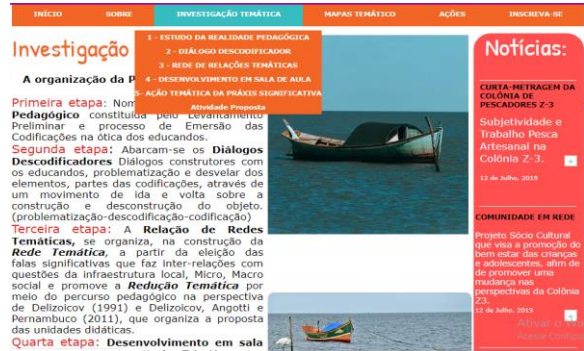 INÍCIO SOBRE INVESTIGAÇÃO TEMÁTICA MAPAS TEMÁTICO AÇÕES INSCREVA-SE
1 - ESTUDO DA REALIDADE PEDAGÓGICA
2 - DIÁLOGO DESCODIFICADOR
3 - REDE DE RELAÇÕES TEMÁTICAS
4 - DESENVOLVIMENTO EM SALA DE AULA
5- AÇÃO TEMÁTICA DA PRÁXIS SIGNIFICATIVA
Atividade Proposta
Investigação
A organização da P
Primeira etapa: Nom
Pedagógico constituída pelo Levantamento
Preliminar e processo de Emersão das
Codificações na ótica dos educandos.
Segunda etapa: Abarcam-se os Diálogos
Descodificadores Diálogos construtores com
os educandos, problematização e desvelar dos
elementos, partes das codificações, através de
um movimento de ida e volta sobre a
construção e desconstrução do objeto.
(problematização-descodificação-codificação)
Terceira etapa: A Relação de Redes
Temáticas, se organiza, na construção da
Rede Temática, a partir da eleição das
falas significativas que faz inter-relações com
questões da infraestrutura local, Micro, Macro
social e promove a Redução Temática por
meio do percurso pedagógico na perspectiva
de Delizoicov (1991) e Delizoicov, Angotti e
Pernambuco (2011), que organiza a proposta
das unidades didáticas.
Quarta etapa: Desenvolvimento em sala
Notícias:
CURTA-METRAGEM DA
COLÔNIA DE
PESCADORES Z-3
Subjetividade e
Trabalho Pesca
Artesanal na
Colônia Z-3.
12 de Julho, 2019
COMUNIDADE EM REDE
Projeto Sócio Cultural
que visa a promoção do
bem estar das crianças
e adolescentes, afim de
de promover uma
mudança nas
perspectivas da Colônia
Z3.
12 de Julho, 2019
Ativar o W